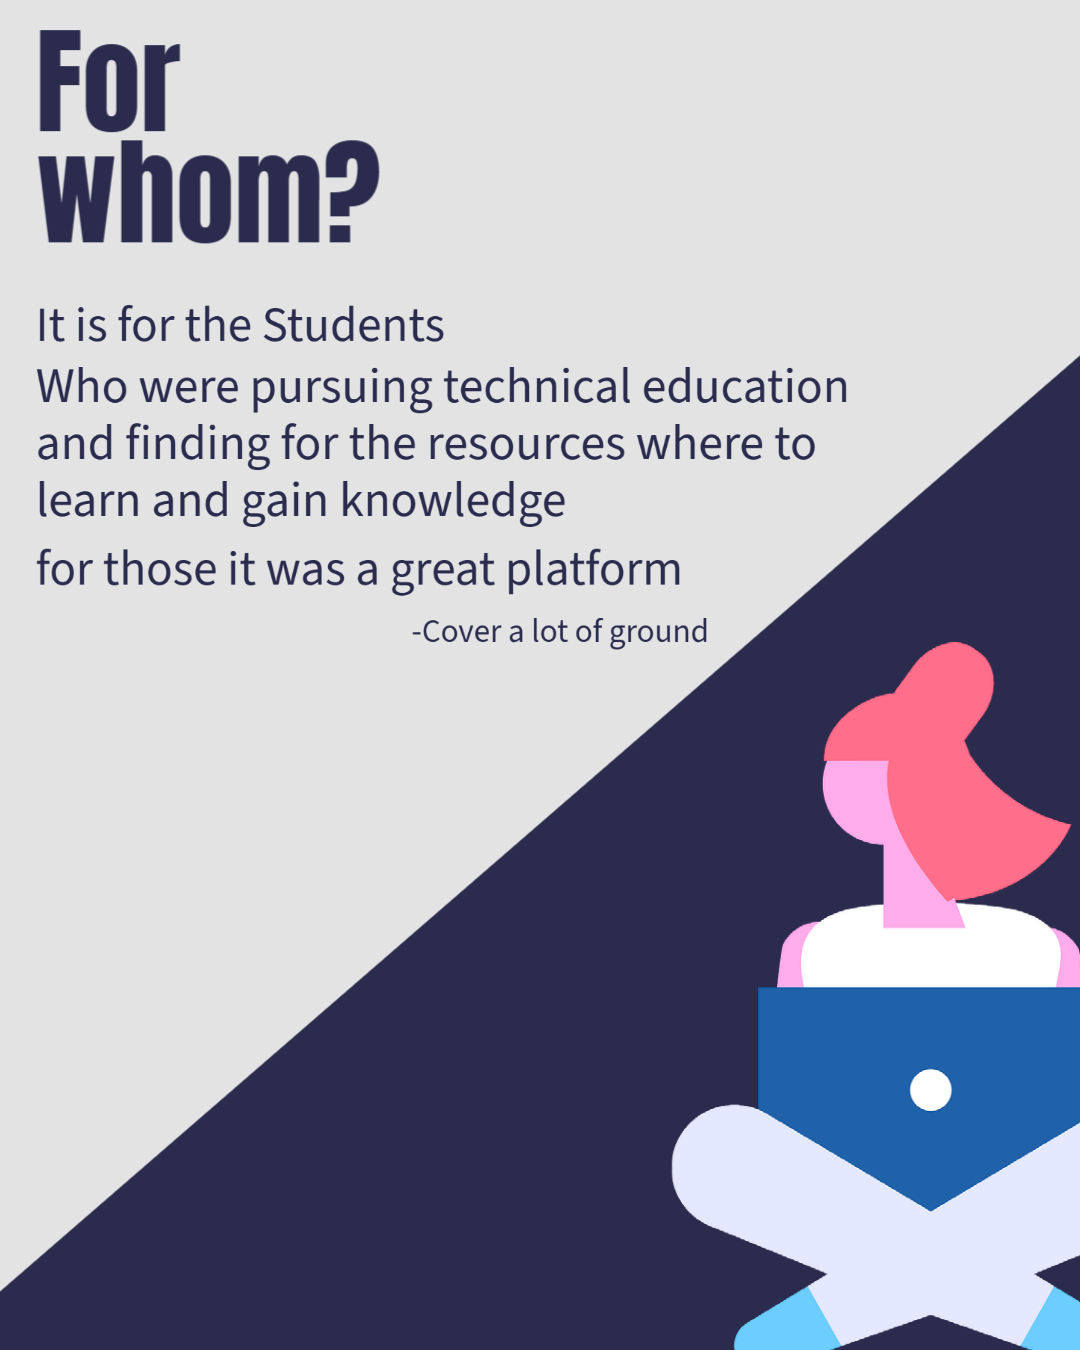 For
whom?
It is for the Students
Who were pursuing technical education
and finding for the resources where to
learn and gain knowledge
for those it was a great platform
-Cover a lot of ground